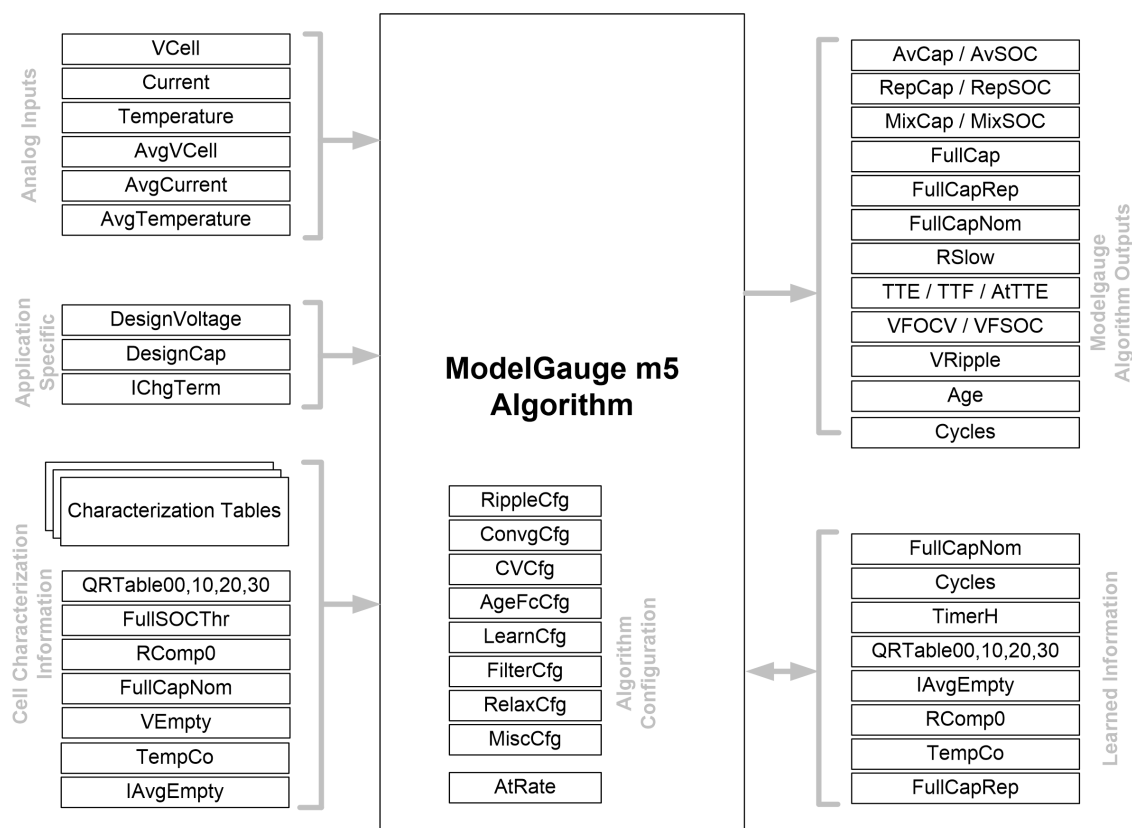 Analog Inputs
VCell
Current
Temperature
AvgVCell
AvgCurrent
AvgTemperature
Application
Specific
DesignVoltage
DesignCap
IChgTerm
Cell Characterization
Information
Characterization Tables
QRTable00,10,20,30
FullSOCThr
RComp0
FullCapNom
VEmpty
TempCo
IAvgEmpty
ModelGauge m5
Algorithm
RippleCfg
ConvgCfg
CVCfg
AgeFcCfg
LearnCfg
FilterCfg
RelaxCfg
MiscCfg
AtRate
Algorithm
Configuration
AvCap / AvSOC
RepCap / RepSOC
MixCap / MixSOC
FullCap
FullCapRep
FullCapNom
RSlow
TTE / TTF / AtTTE
VFOCV / VFSOC
VRipple
Age
Cycles
Modelgauge
Algorithm Outputs
FullCapNom
Cycles
TimerH
QRTable00,10,20,30
IAvgEmpty
RComp0
TempCo
FullCapRep
Learned Information